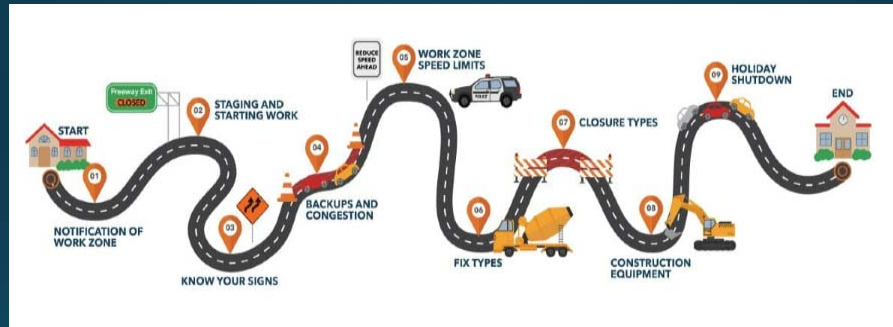 START
01
NOTIFICATION OF
WORK ZONE
Freeway Exit
CLOSED
02
STAGING AND
STARTING WORK
03
KNOW YOUR SIGNS
04
BACKUPS AND
CONGESTION
REDUCE
SPEED
AHEAD
05
WORK ZONE
SPEED LIMITS
POLICE
06
FIX TYPES
07
CLOSURE TYPES
08
CONSTRUCTION
EQUIPMENT
09
HOLIDAY
SHUTDOWN
END